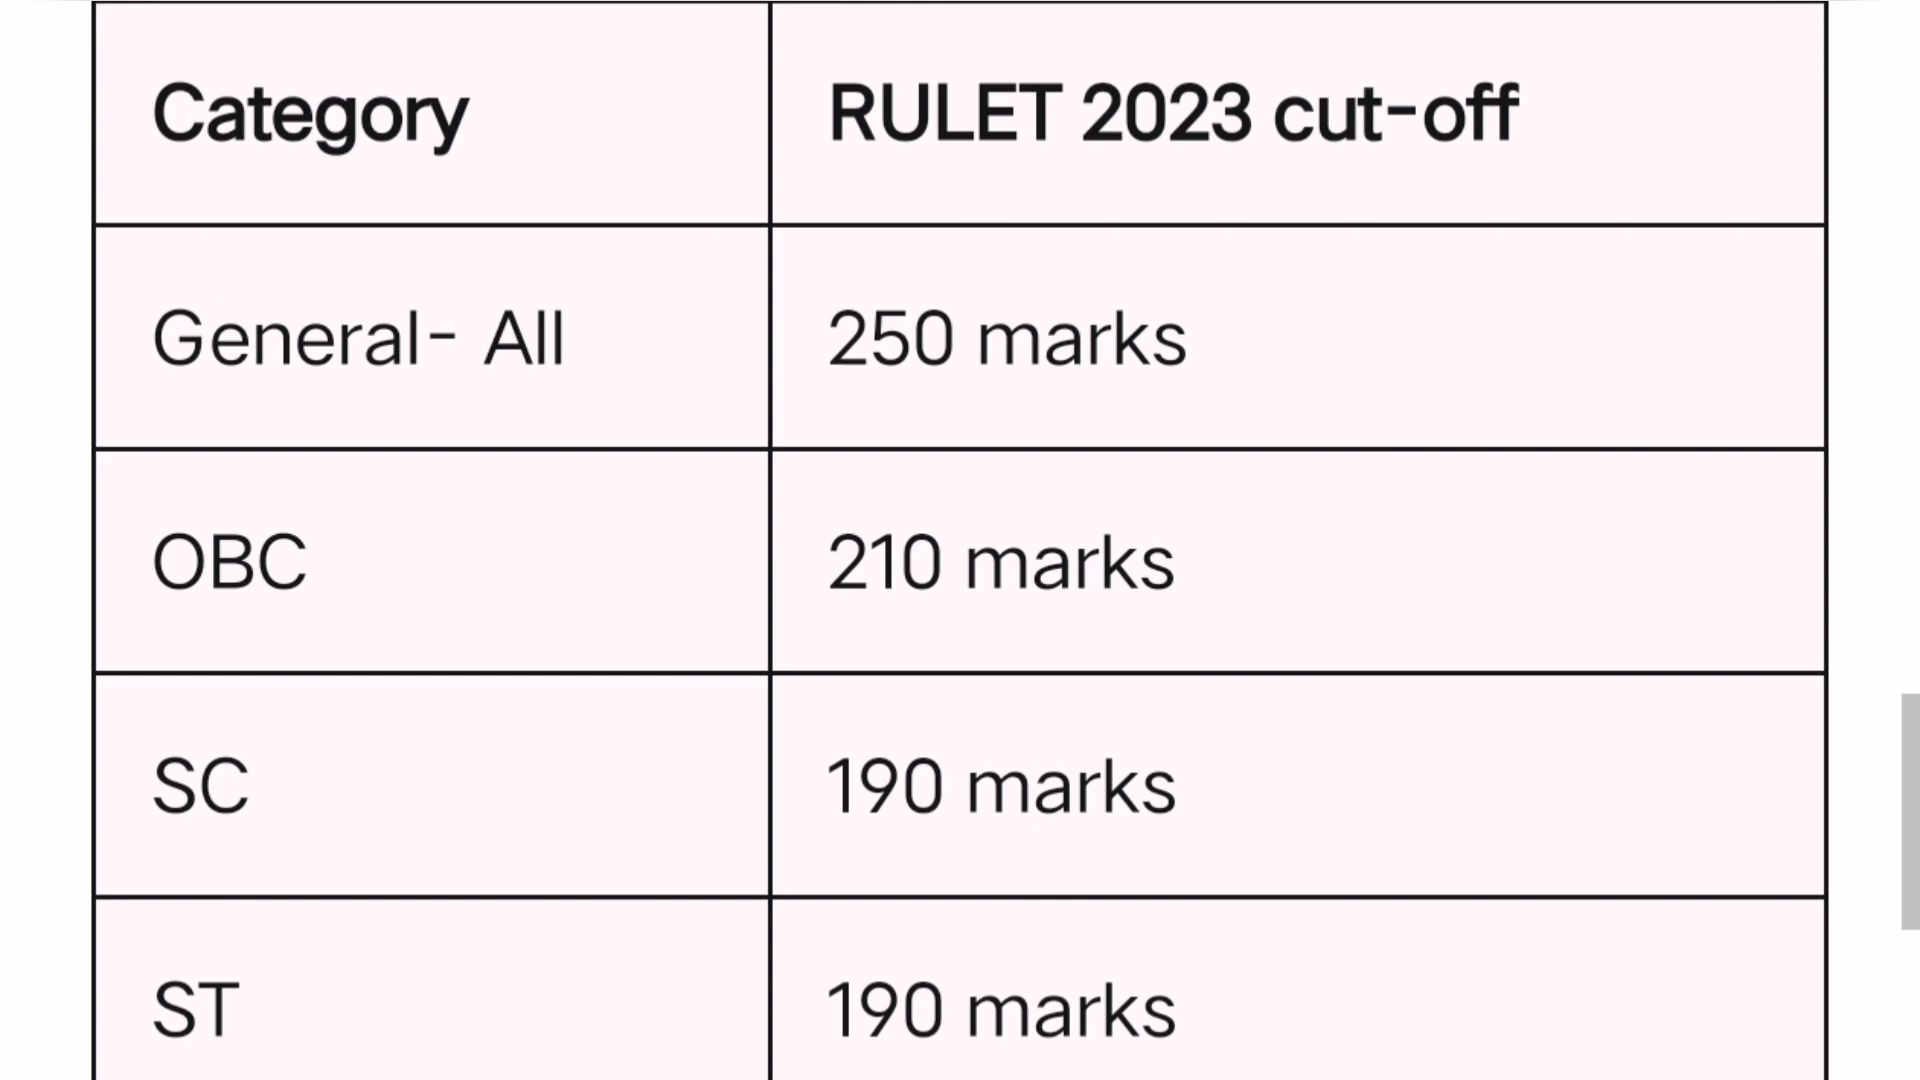 Category RULET 2023 cut-off
General- All 250 marks
OBC 210 marks
SC 190 marks
ST 190 marks